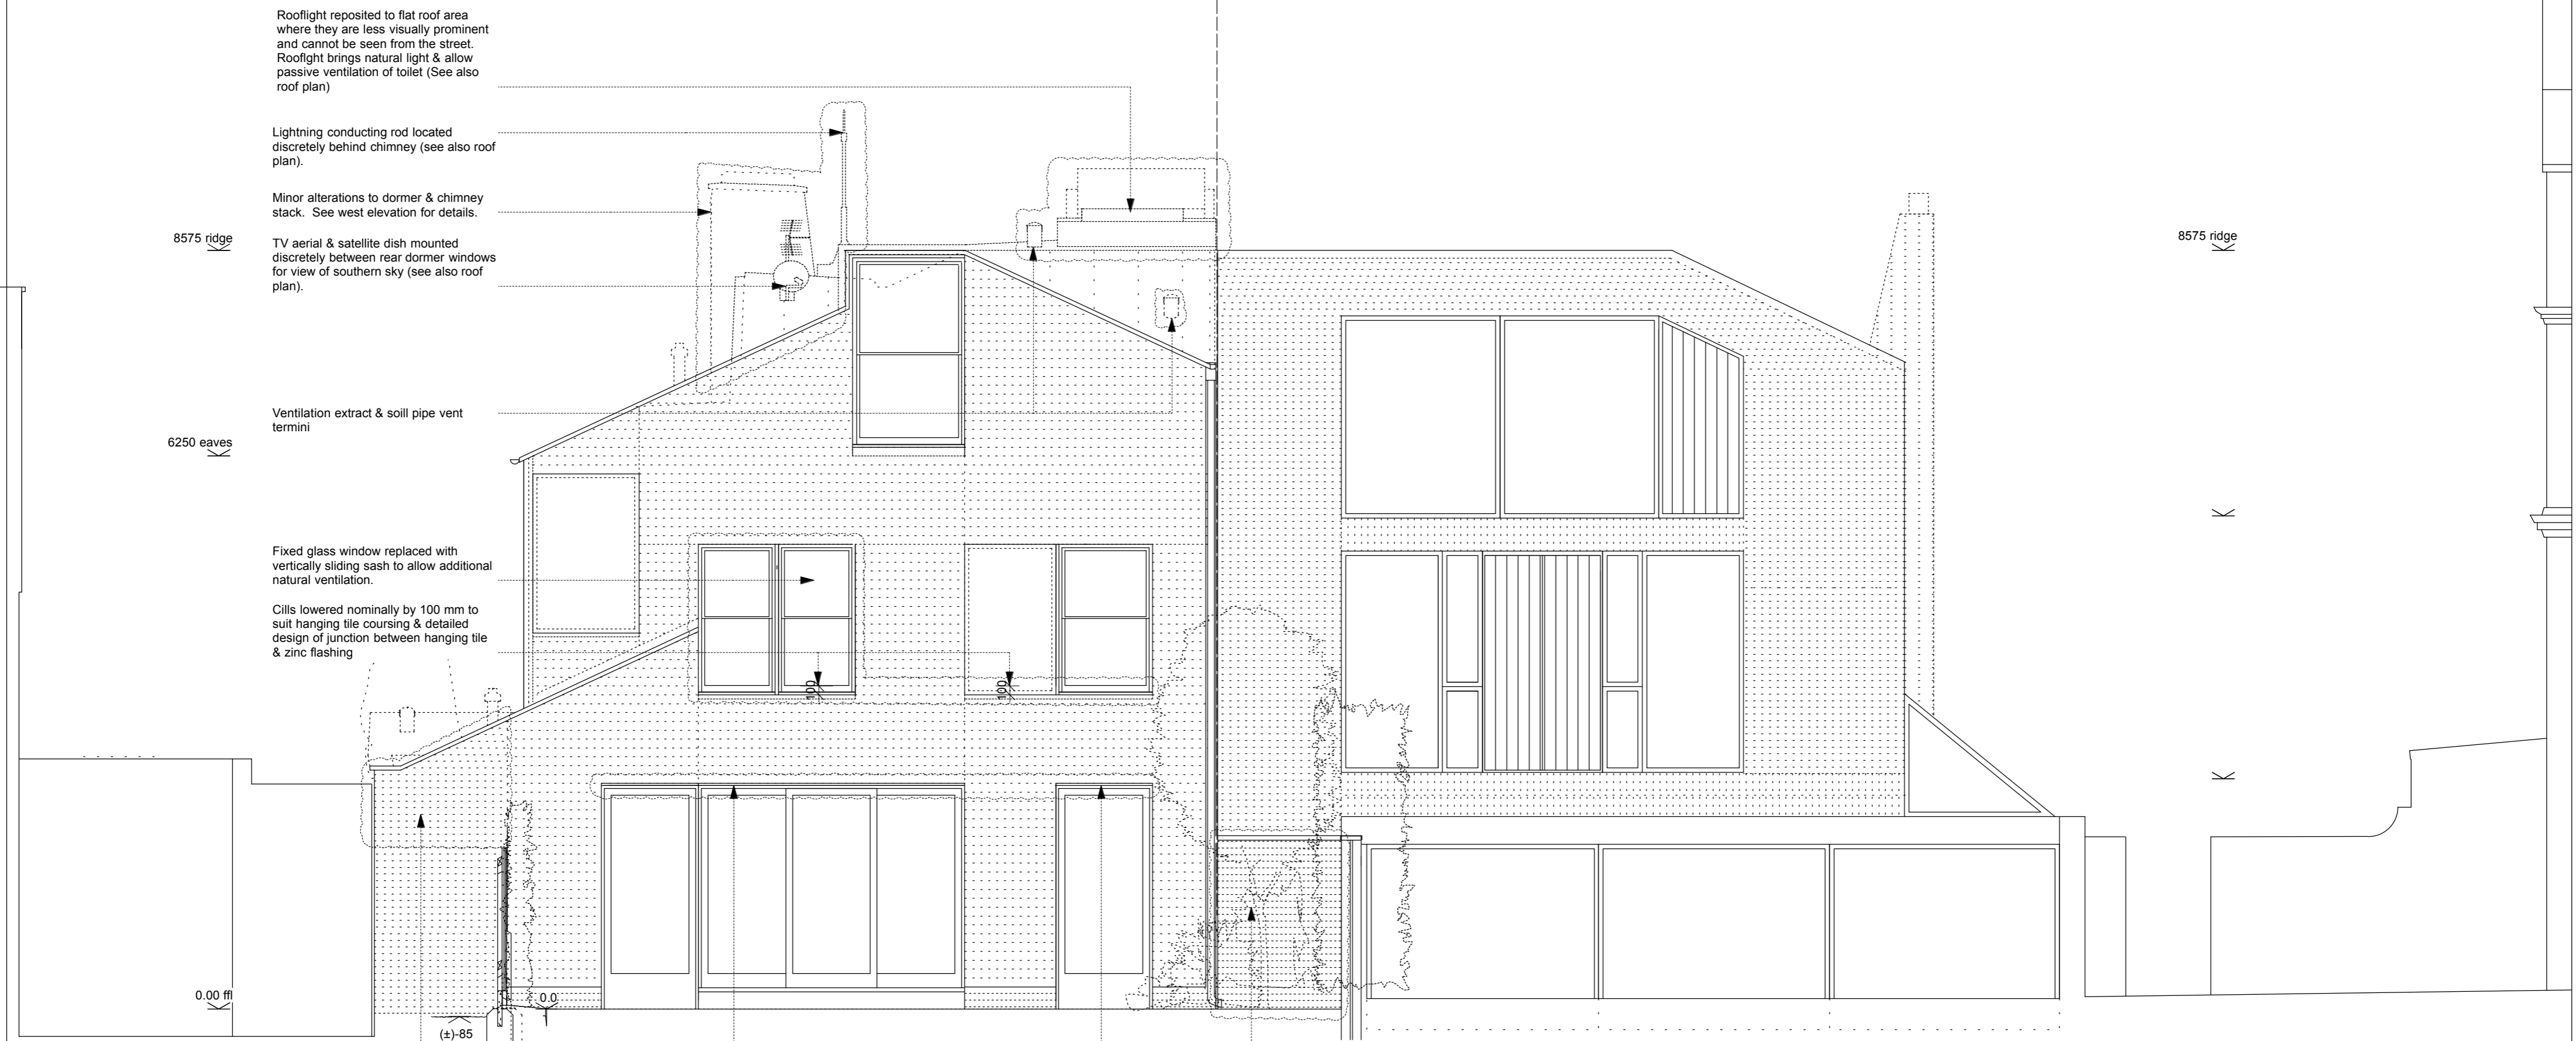 Rooflight reposited to flat roof area
where they are less visually prominent
and cannot be seen from the street.
Rooflght brings natural light & allow
passive ventilation of toilet (See also
roof plan)
Lightning conducting rod located
discretely behind chimney (see also roof
plan).
Minor alterations to dormer & chimney
stack.  See west elevation for details.
8575 ridge
8575 ridge
TV aerial & satellite dish mounted
discretely between rear dormer windows
for view of southern sky (see also roof
plan).
Ventilation extract & soill pipe vent
termini
6250 eaves
Fixed glass window replaced with
vertically sliding sash to allow additional
natural ventilation.
Cills lowered nominally by 100 mm to
suit hanging tile coursing & detailed
design of junction between hanging tile
& zinc flashing
100
100
0.00 ffl
0.0
(±)-85